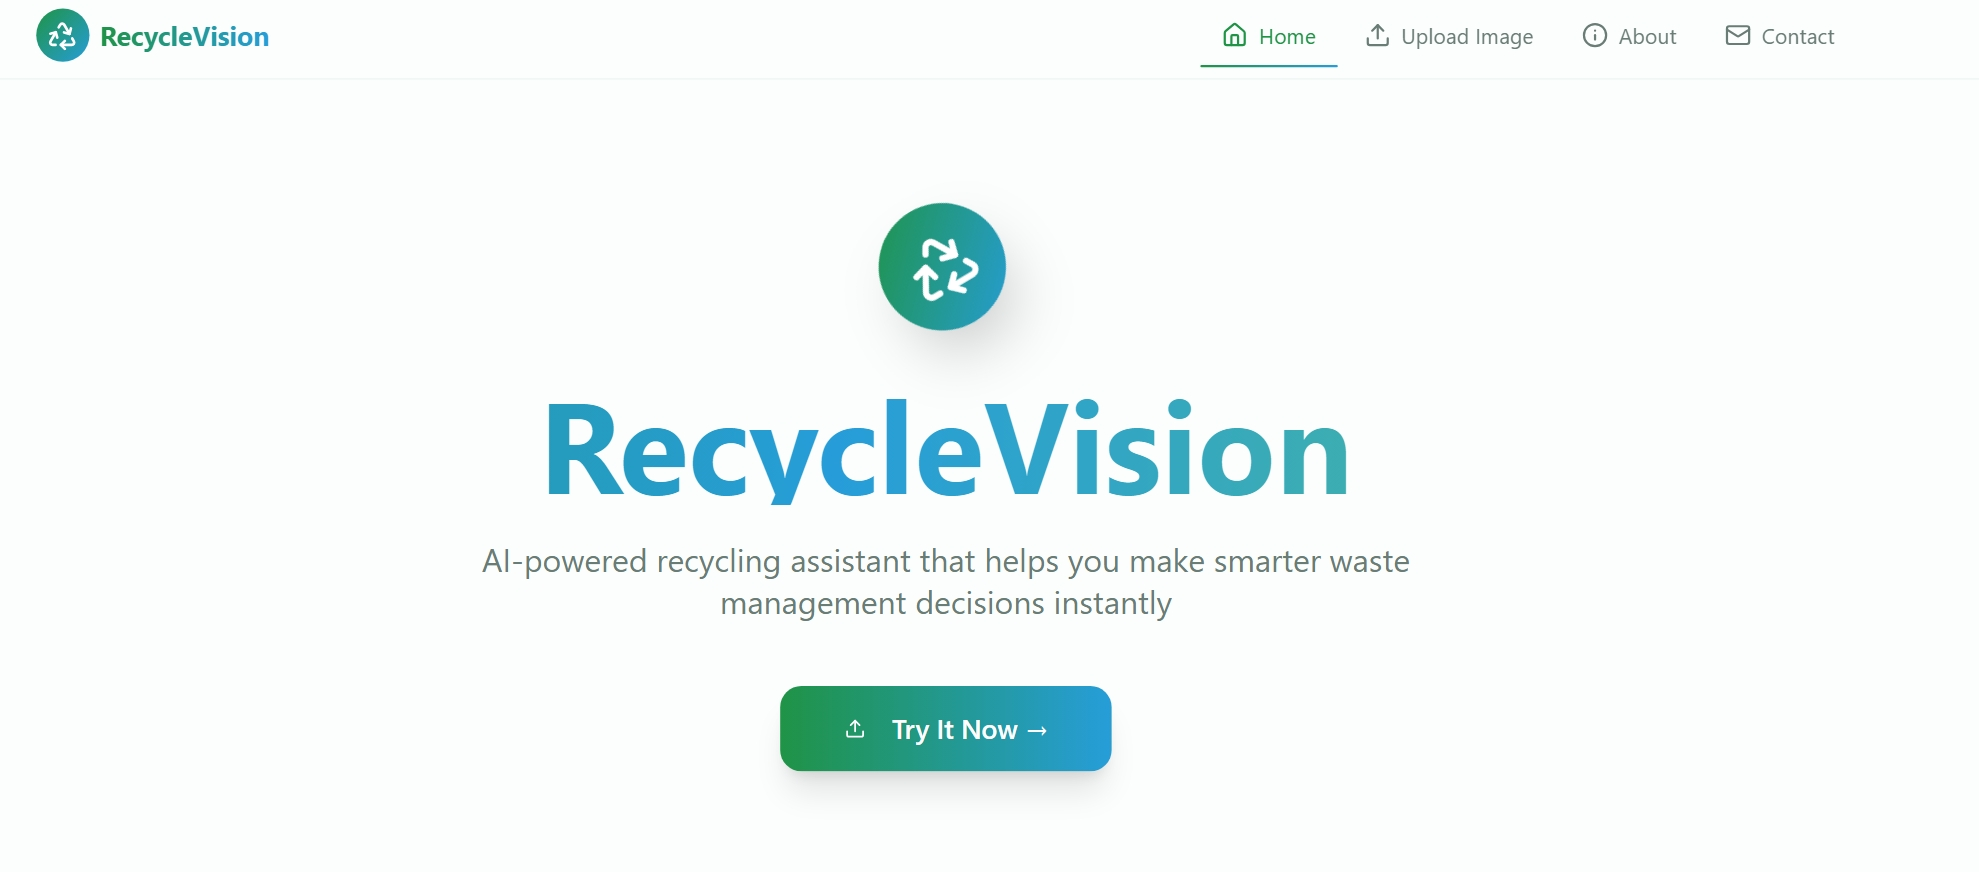 RecycleVision
Home
Upload Image
About
Contact
RecycleVision
AI-powered recycling assistant that helps you make smarter waste
management decisions instantly
Try It Now →